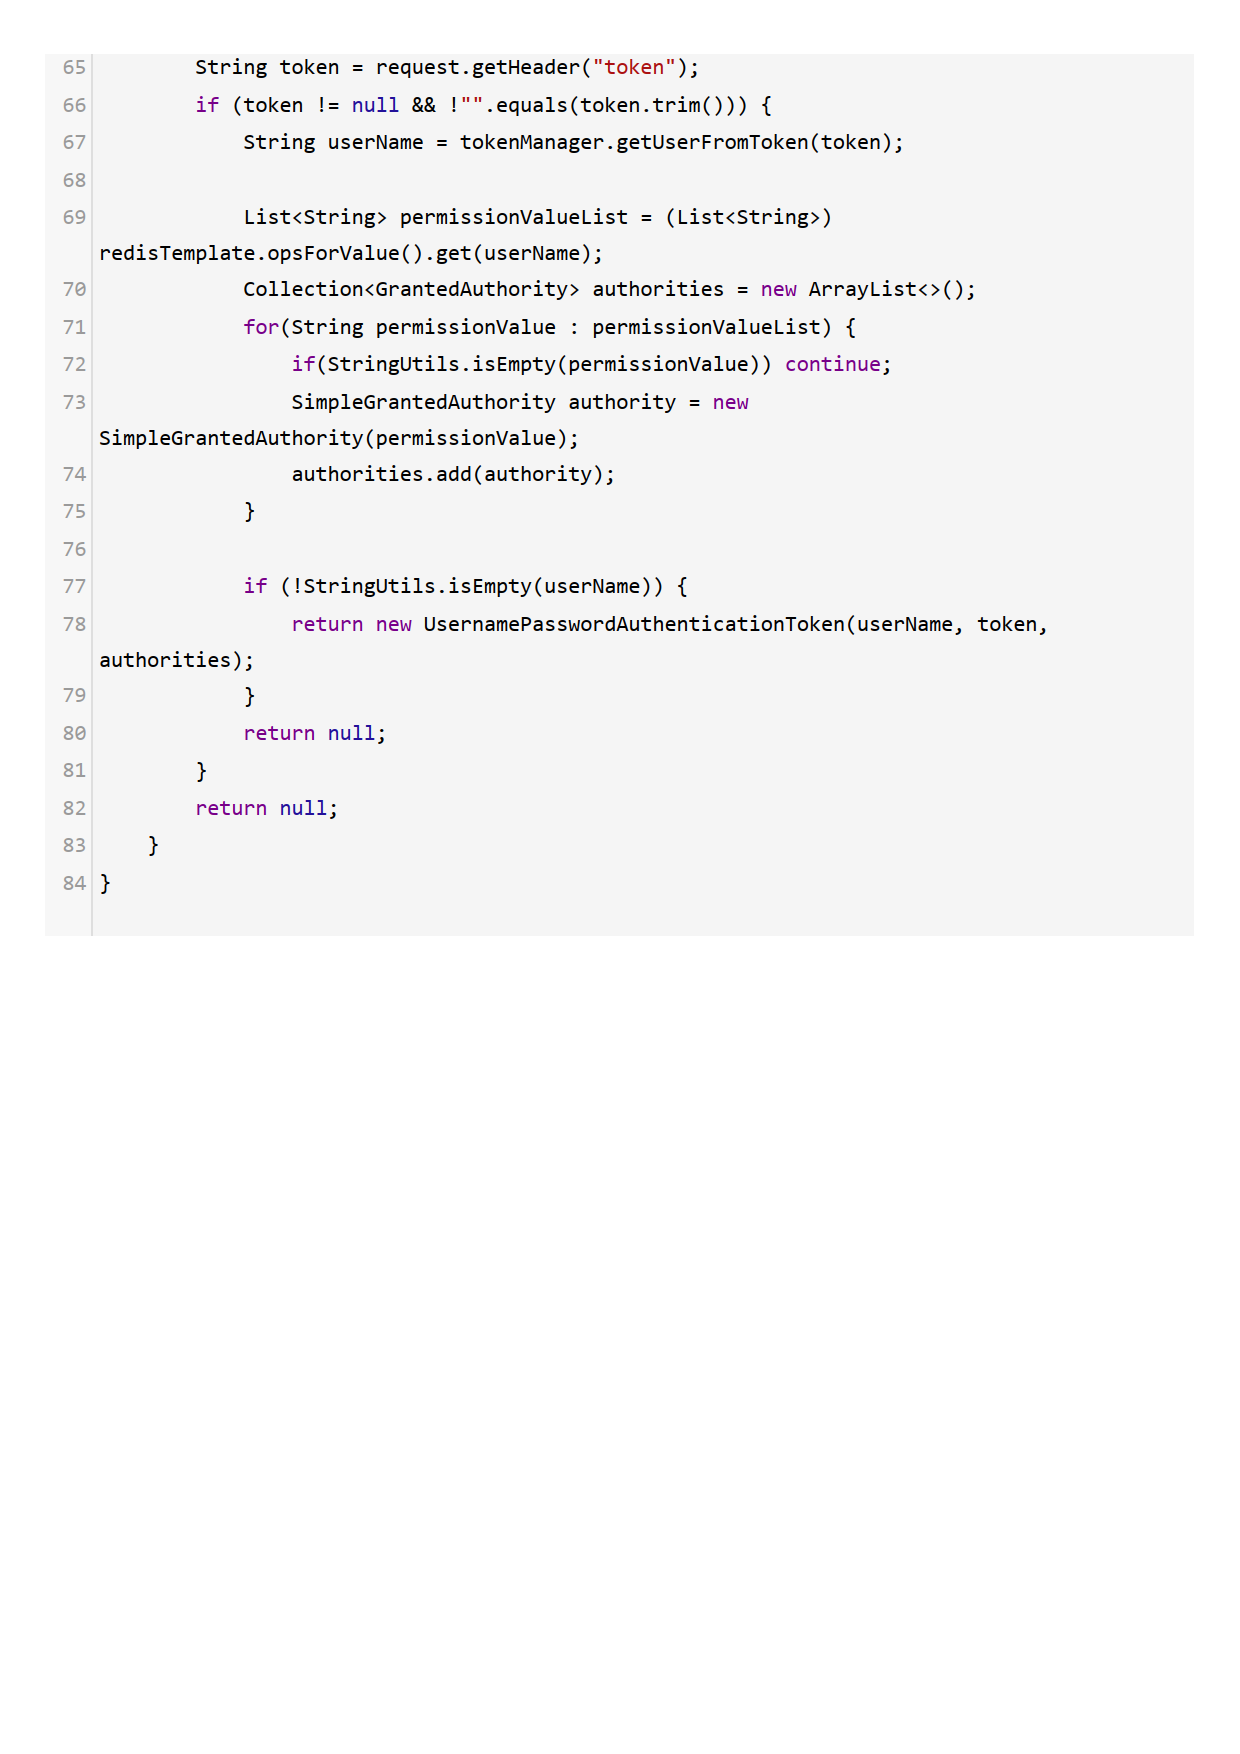 65         String token = request.getHeader("token");
66         if (token != null && !"".equals(token.trim())) {
67             String userName = tokenManager.getUserFromToken(token);
68
69             List<String> permissionValueList = (List<String>)
redisTemplate.opsForValue().get(userName);
70             Collection<GrantedAuthority> authorities = new ArrayList<>();
71             for(String permissionValue : permissionValueList) {
72                 if(StringUtils.isEmpty(permissionValue)) continue;
73                 SimpleGrantedAuthority authority = new
SimpleGrantedAuthority(permissionValue);
74                 authorities.add(authority);
75             }
76
77             if (!StringUtils.isEmpty(userName)) {
78                 return new UsernamePasswordAuthenticationToken(userName, token,
authorities);
79             }
80             return null;
81         }
82         return null;
83     }
84 }